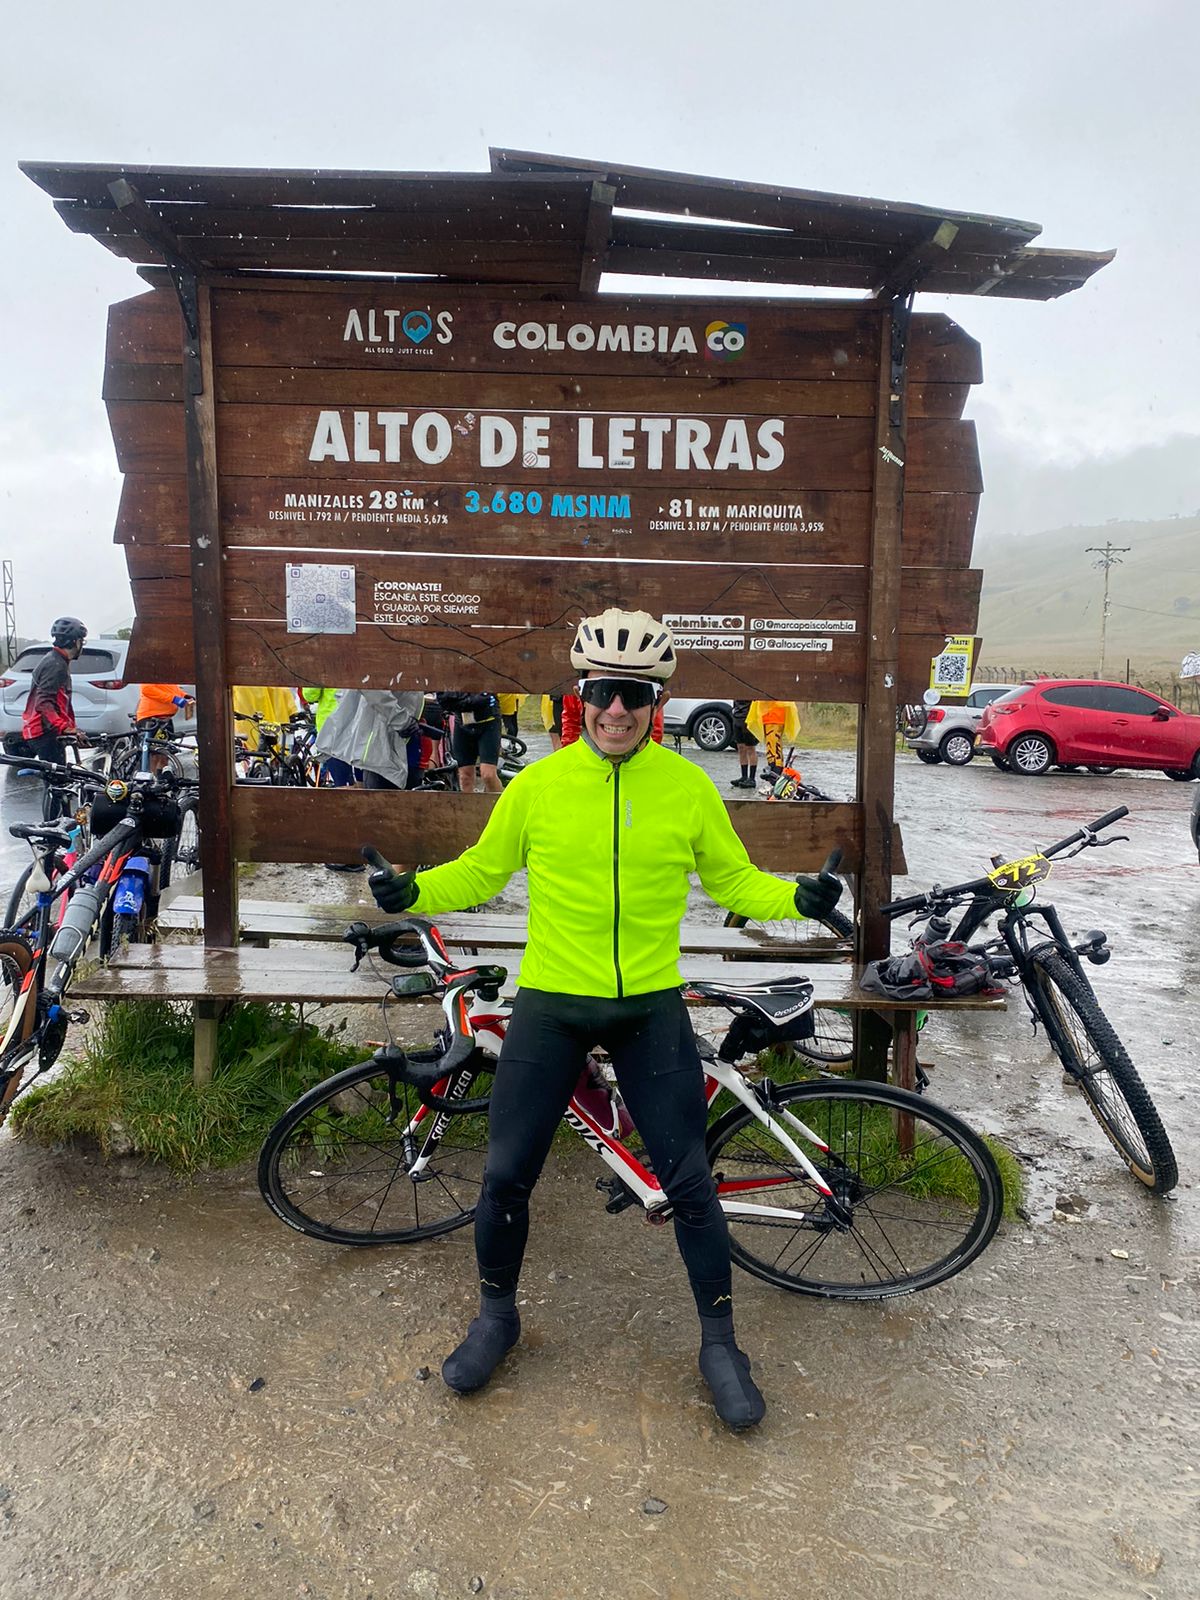 ALTOS
ALL GOOD JUST CYCLE
COLOMBIA CO
ALTO DE LETRAS
MANIZALES 28 KM
DESNIVEL 1.792 M / PENDIENTE MEDIA 5,67%
3.680 MSNM
81 KM MARIQUITA
DESNIVEL 3.187 M / PENDIENTE MEDIA 3,95%
¡CORONASTE!
ESCANEA ESTE CÓDIGO
Y GUARDA POR SIEMPRE
ESTE LOGRO
colombia.CO
@marcapaiscolombia
toscycling.com
@altoscycling
72
SPECIALIZED